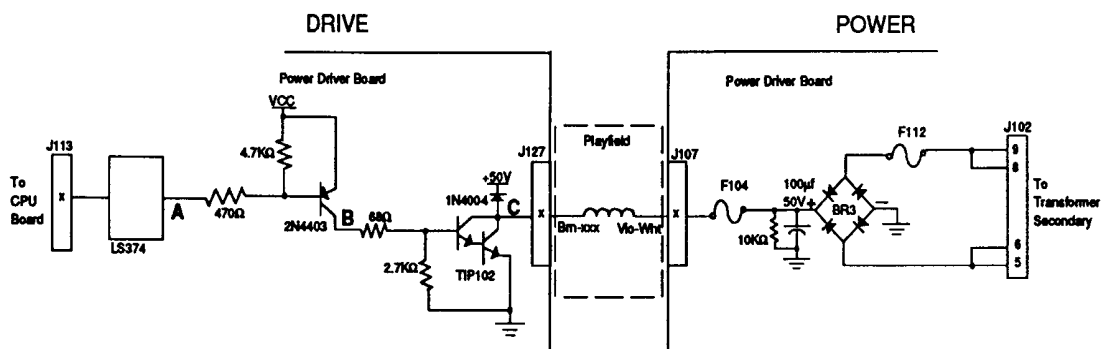 DRIVE
POWER
Power Driver Board
Power Driver Board
VCC
Playfield
F112
J102
J113
4.7KΩ
J127
J107
9
8
+50V
To
CPU
Board
x
1N4004
C
F104
100µf
50V +
BR3
–
To
Transformer
Secondary
A
470Ω
2N4403
B
68Ω
x
Brn-xxx
Vio-Wht
x
10KΩ
6
5
LS374
2.7KΩ
TIP102